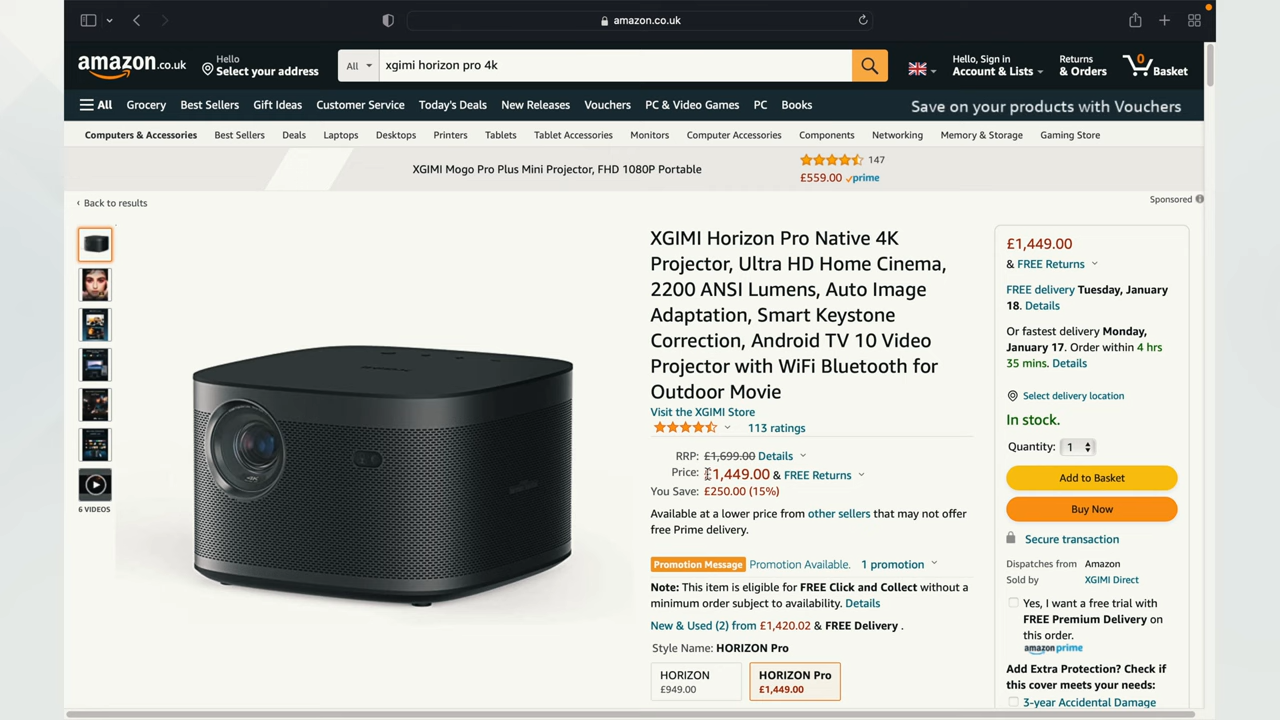 amazon.co.uk
amazon.co.uk
Hello
Select your address
All
xgimi horizon pro 4k
Hello, Sign in
Account & Lists
Returns
& Orders
0
Basket
All
Grocery
Best Sellers
Gift Ideas
Customer Service
Today's Deals
New Releases
Vouchers
PC & Video Games
PC
Books
Save on your products with Vouchers
Computers & Accessories
Best Sellers
Deals
Laptops
Desktops
Printers
Tablets
Tablet Accessories
Monitors
Computer Accessories
Components
Networking
Memory & Storage
Gaming Store
XGIMI Mogo Pro Plus Mini Projector, FHD 1080P Portable
147
£559.00 prime
Sponsored
‹ Back to results
6 VIDEOS
XGIMI Horizon Pro Native 4K
Projector, Ultra HD Home Cinema,
2200 ANSI Lumens, Auto Image
Adaptation, Smart Keystone
Correction, Android TV 10 Video
Projector with WiFi Bluetooth for
Outdoor Movie
Visit the XGIMI Store
113 ratings
RRP: £1,699.00 Details
Price: £1,449.00 & FREE Returns
You Save: £250.00 (15%)
Available at a lower price from other sellers that may not offer
free Prime delivery.
Promotion Message Promotion Available. 1 promotion
Note: This item is eligible for FREE Click and Collect without a
minimum order subject to availability. Details
New & Used (2) from £1,420.02 & FREE Delivery .
Style Name: HORIZON Pro
HORIZON
£949.00
HORIZON Pro
£1,449.00
£1,449.00
& FREE Returns
FREE delivery Tuesday, January
18. Details
Or fastest delivery Monday,
January 17. Order within 4 hrs
35 mins. Details
Select delivery location
In stock.
Quantity: 1
Add to Basket
Buy Now
Secure transaction
Dispatches from Amazon
Sold by XGIMI Direct
Yes, I want a free trial with
FREE Premium Delivery on
this order.
amazon prime
Add Extra Protection? Check if
this cover meets your needs:
3-year Accidental Damage